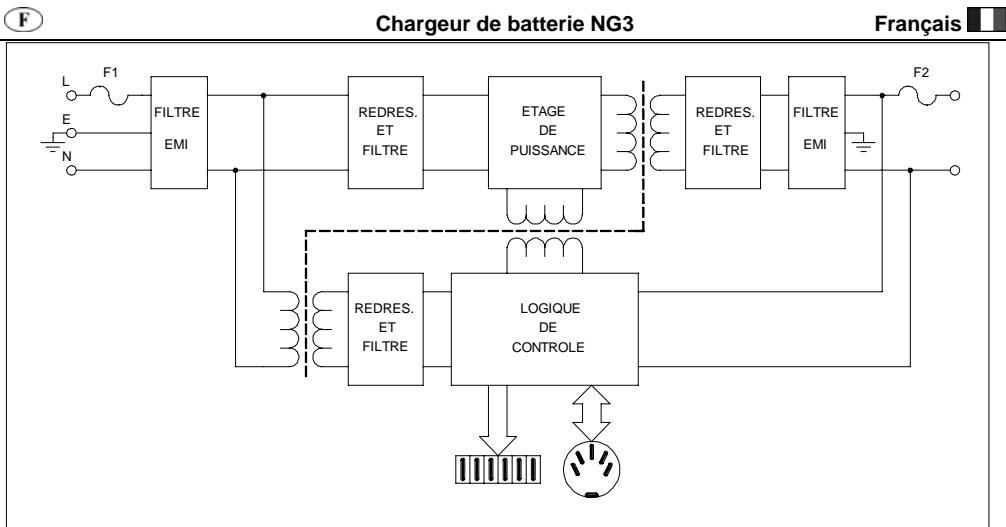 F
Chargeur de batterie NG3
Français
L
F1
E
N
FILTRE
EMI
REDRES.
ET
FILTRE
ETAGE
DE
PUISSANCE
REDRES.
ET
FILTRE
FILTRE
EMI
F2
REDRES.
ET
FILTRE
LOGIQUE
DE
CONTROLE